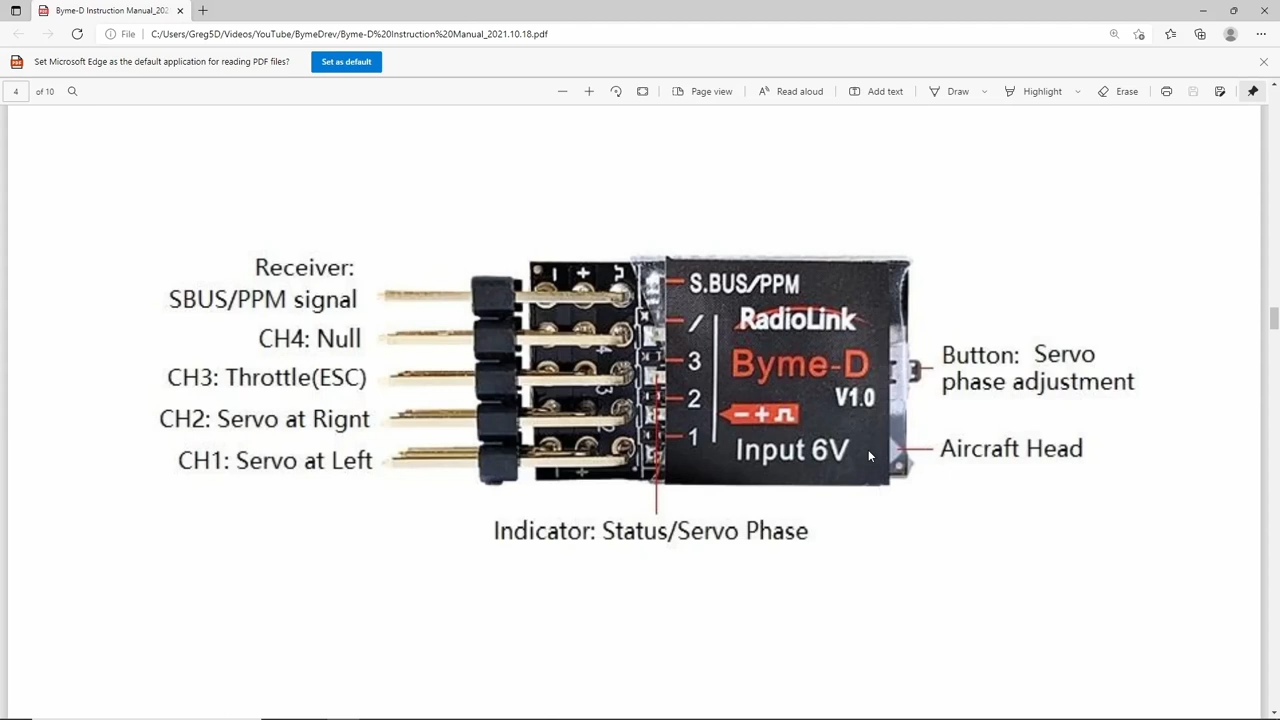 Byme-D Instruction Manual_202
File
C:/Users/Greg5D/Videos/YouTube/BymeDrev/Byme-D%20Instruction%20Manual_2021.10.18.pdf
Set Microsoft Edge as the default application for reading PDF files?
Set as default
4 of 10
Page view
Read aloud
Add text
Draw
Highlight
Erase
Receiver:
SBUS/PPM signal
CH4: Null
CH3: Throttle(ESC)
CH2: Servo at Rignt
CH1: Servo at Left
S.BUS/PPM
RadioLink
/
3
Byme-D
2
V1.0
1
Input 6V
Button: Servo
phase adjustment
Aircraft Head
Indicator: Status/Servo Phase